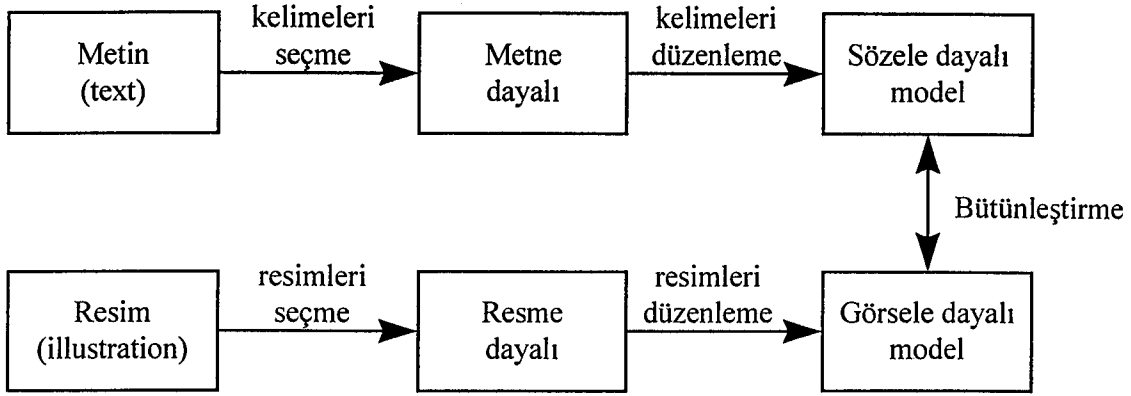 Metin
(text)
kelimeleri
seçme
Metne
dayalı
kelimeleri
düzenleme
Sözele dayalı
model
Bütünleştirme
Resim
(illustration)
resimleri
seçme
Resme
dayalı
resimleri
düzenleme
Görsele dayalı
model